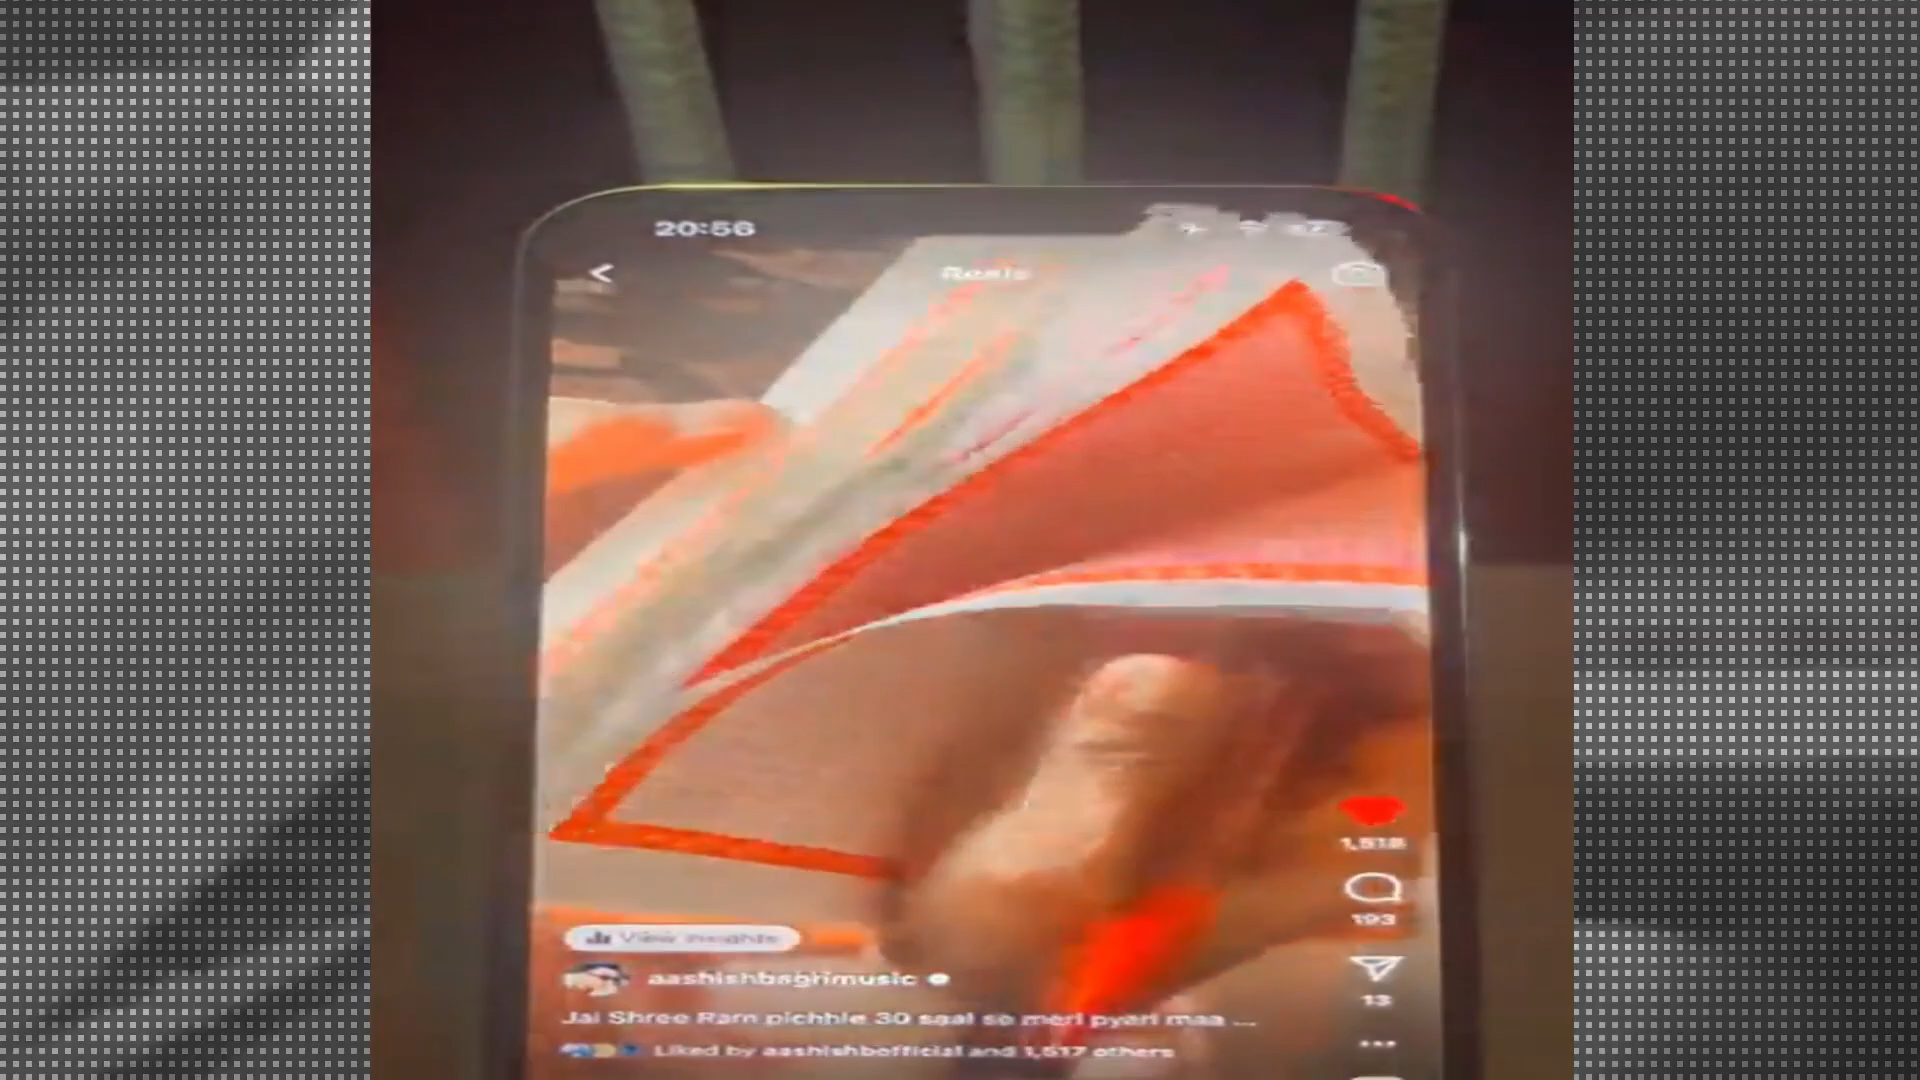 20:56
Reels
1,518
193
View insights
aashishbagrimusic
13
Jai Shree Ram pichhle 30 saal se meri pyari maa ...
Liked by aashishbofficial and 1,517 others